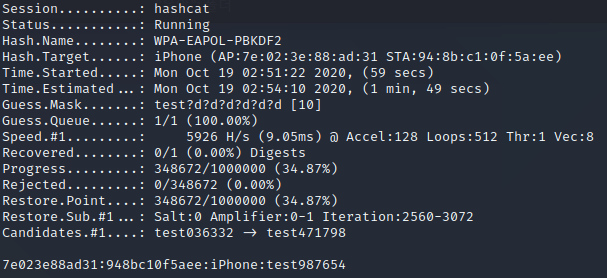 Session..........: hashcat
Status...........: Running
Hash.Name........: WPA-EAPOL-PBKDF2
Hash.Target......: iPhone (AP:7e:02:3e:88:ad:31 STA:94:8b:c1:0f:5a:ee)
Time.Started.....: Mon Oct 19 02:51:22 2020, (59 secs)
Time.Estimated...: Mon Oct 19 02:54:10 2020, (1 min, 49 secs)
Guess.Mask.......: test?d?d?d?d?d?d [10]
Guess.Queue......: 1/1 (100.00%)
Speed.#1.........:     5926 H/s (9.05ms) @ Accel:128 Loops:512 Thr:1 Vec:8
Recovered........: 0/1 (0.00%) Digests
Progress.........: 348672/1000000 (34.87%)
Rejected.........: 0/348672 (0.00%)
Restore.Point....: 348672/1000000 (34.87%)
Restore.Sub.#1...: Salt:0 Amplifier:0-1 Iteration:2560-3072
Candidates.#1....: test036332 -> test471798
7e023e88ad31:948bc10f5aee:iPhone:test987654